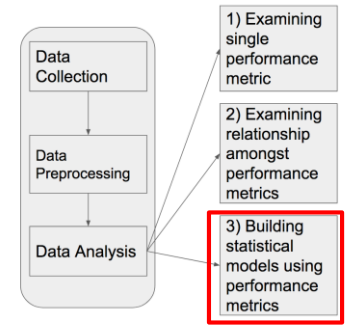 Data
Collection
Data
Preprocessing
Data Analysis
1) Examining
single
performance
metric
2) Examining
relationship
amongst
performance
metrics
3) Building
statistical
models using
performance
metrics